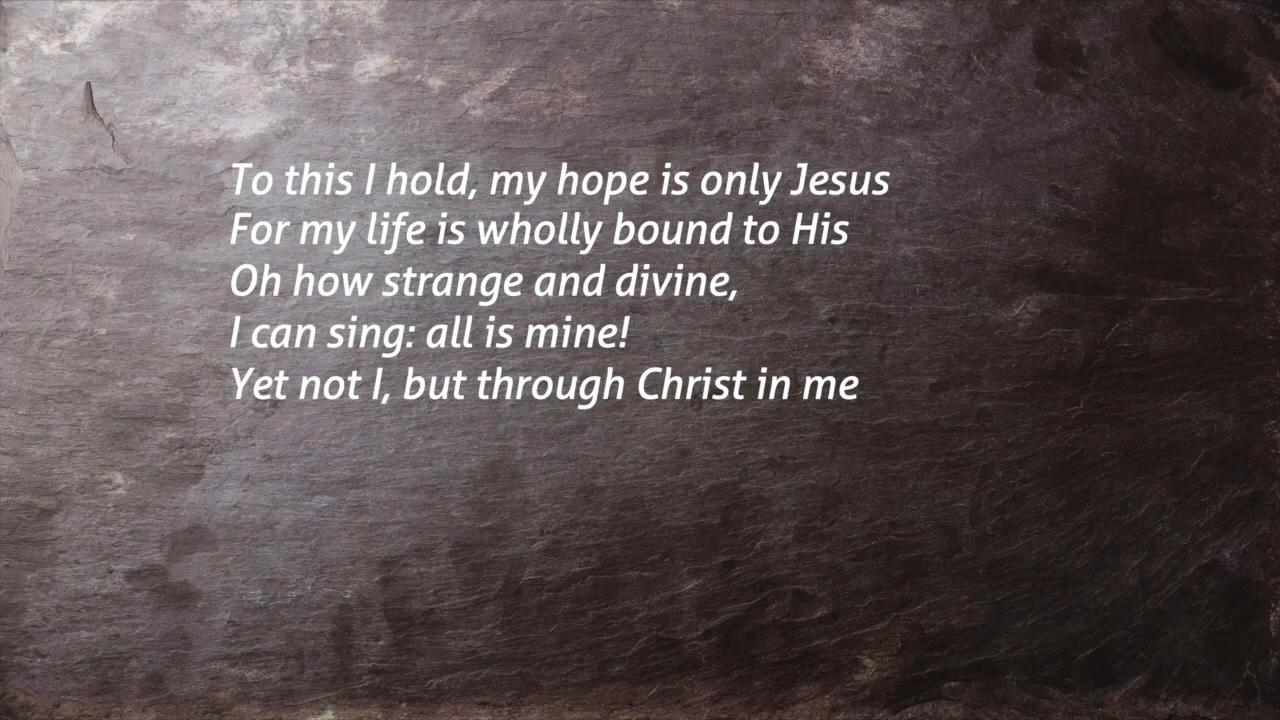 To this I hold, my hope is only Jesus
For my life is wholly bound to His
Oh how strange and divine,
I can sing: all is mine!
Yet not I, but through Christ in me